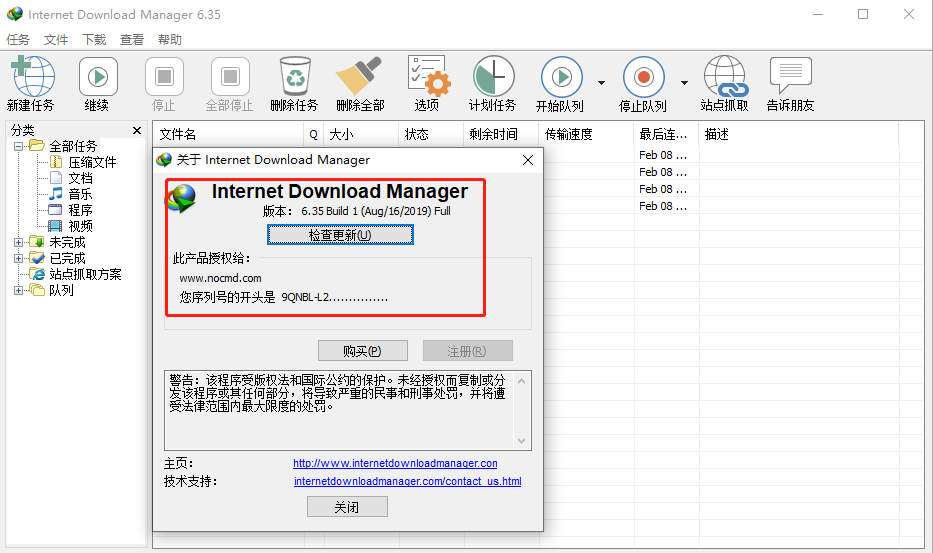 Internet Download Manager 6.35
任务 文件 下载 查看 帮助
新建任务 继续 停止 全部停止 删除任务 删除全部 选项 计划任务 开始队列 停止队列 站点抓取 告诉朋友
分类
全部任务
压缩文件
文档
音乐
程序
视频
未完成
已完成
站点抓取方案
队列
文件名 Q 大小 状态 剩余时间 传输速度 最后连... 描述
Feb 08 ...
Feb 08 ...
Feb 08 ...
Feb 08 ...
关于 Internet Download Manager
Internet Download Manager
版本： 6.35 Build 1 (Aug/16/2019) Full
检查更新(U)
此产品授权给：
www.nocmd.com
您序列号的开头是 9QNBL-L2...............
购买(P) 注册(R)
警告：该程序受版权法和国际公约的保护。未经授权而复制或分
发该程序或其任何部分，将导致严重的民事和刑事处罚，并将遭
受法律范围内最大限度的处罚。
主页： http://www.internetdownloadmanager.con
技术支持： internetdownloadmanager.com/contact_us.html
关闭